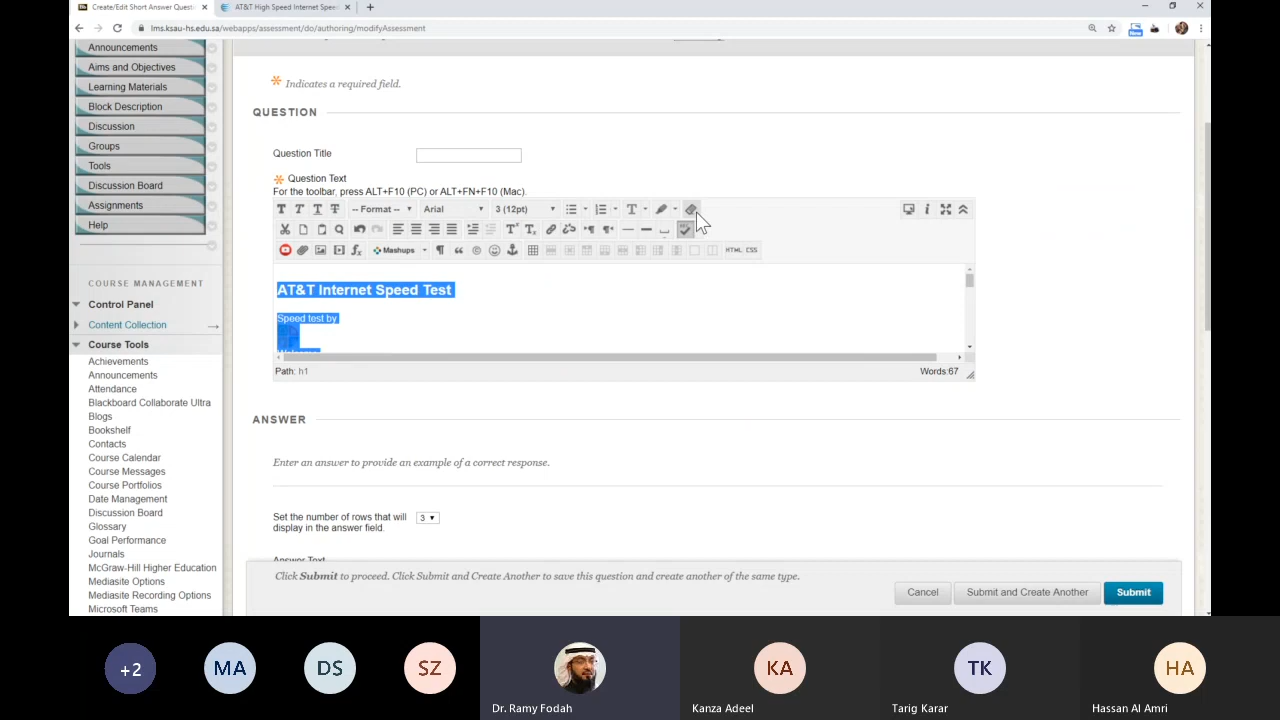 Create/Edit Short Answer Quest
AT&T High Speed Internet Spee
lms.ksau-hs.edu.sa/webapps/assessment/do/authoring/modifyAssessment
New
Announcements
Aims and Objectives
Learning Materials
Block Description
Discussion
Groups
Tools
Discussion Board
Assignments
Help
COURSE MANAGEMENT
Control Panel
Content Collection
Course Tools
Achievements
Announcements
Attendance
Blackboard Collaborate Ultra
Blogs
Bookshelf
Contacts
Course Calendar
Course Messages
Course Portfolios
Date Management
Discussion Board
Glossary
Goal Performance
Journals
McGraw-Hill Higher Education
Mediasite Options
Mediasite Recording Options
Microsoft Teams
Indicates a required field.
QUESTION
Question Title
Question Text
For the toolbar, press ALT+F10 (PC) or ALT+FN+F10 (Mac).
T T T T -- Format -- Arial 3 (12pt)
Mashups HTML CSS
AT&T Internet Speed Test
Speed test by
Path: h1 Words:67
ANSWER
Enter an answer to provide an example of a correct response.
Set the number of rows that will
display in the answer field.
3
Answer Text
Click Submit to proceed. Click Submit and Create Another to save this question and create another of the same type.
Cancel Submit and Create Another Submit
+2 MA DS SZ KA TK HA
Dr. Ramy Fodah Kanza Adeel Tarig Karar Hassan Al Amri